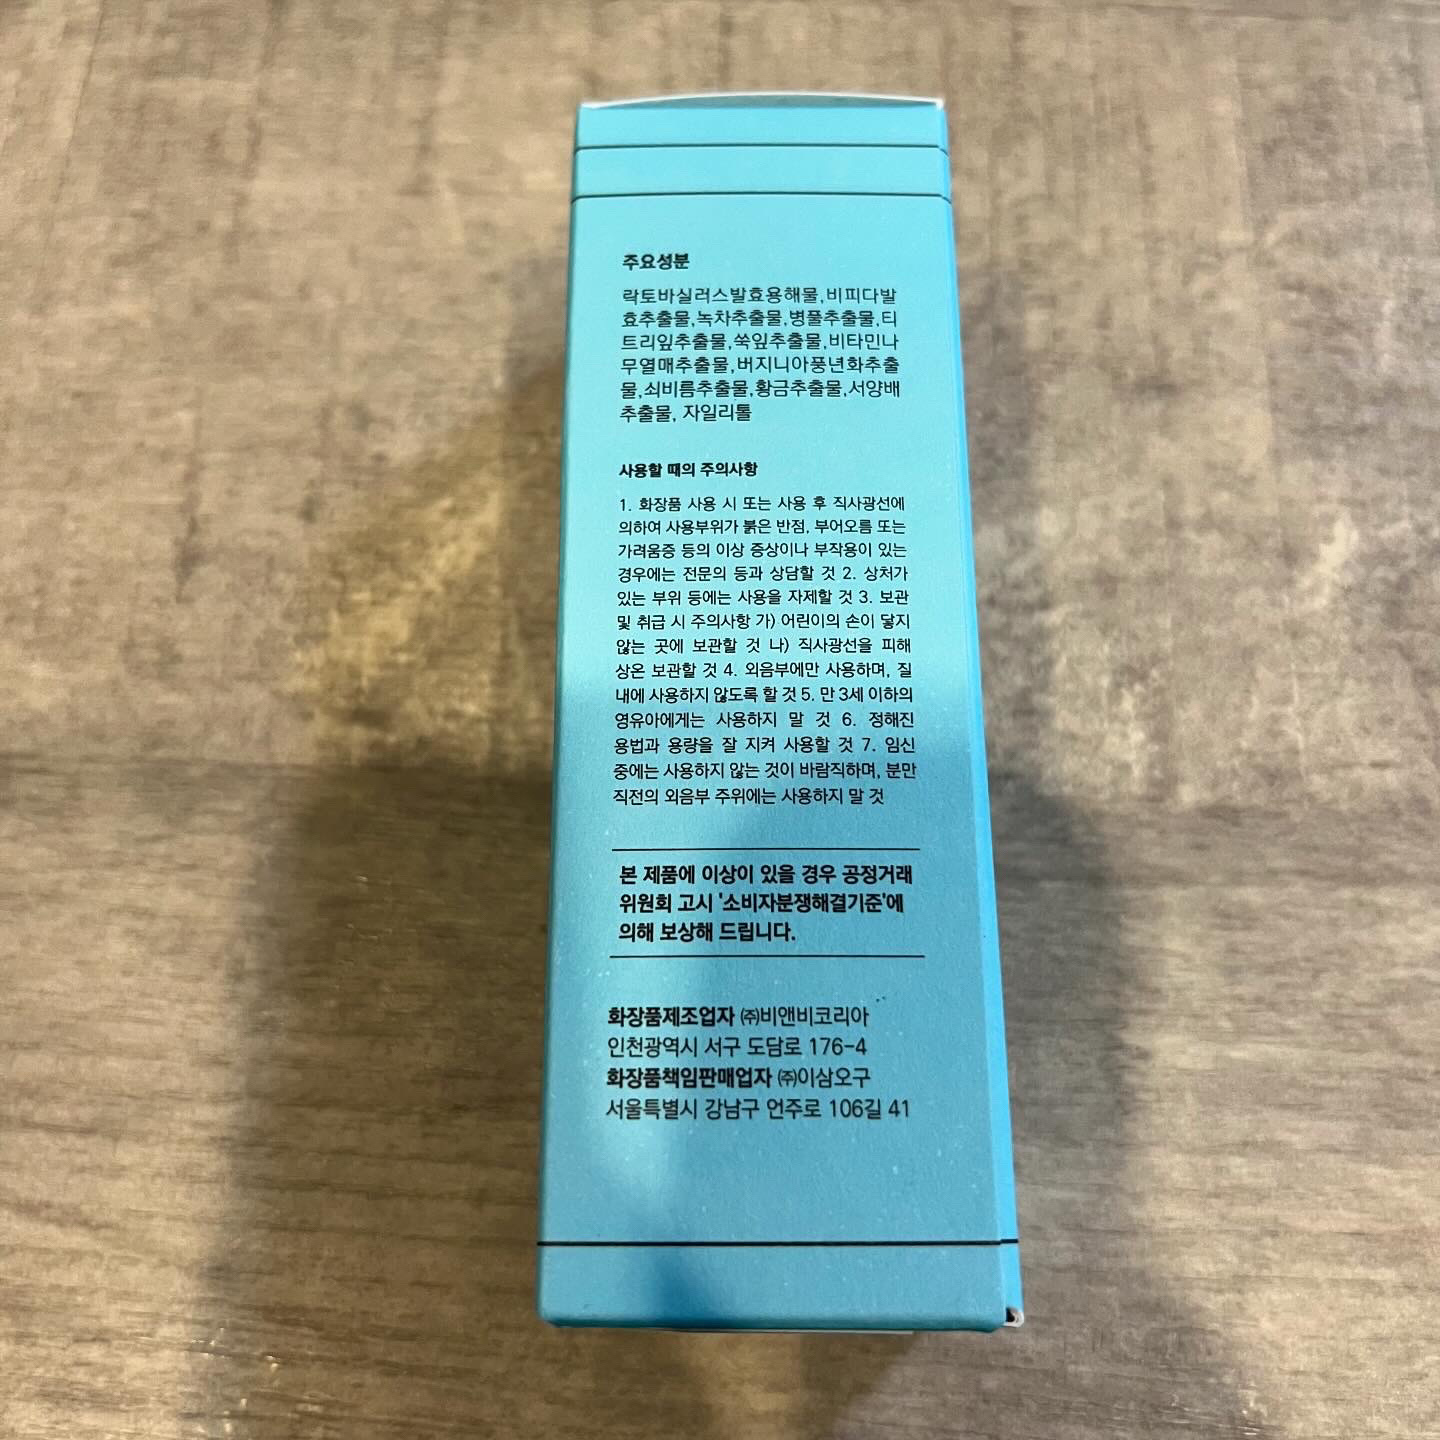 주요성분
락토바실러스발효용해물,비피다발
효추출물,녹차추출물,병풀추출물,티
트리잎추출물,쑥잎추출물,비타민나
무열매추출물,버지니아풍년화추출
물,쇠비름추출물,황금추출물,서양배
추출물, 자일리톨
사용할 때의 주의사항
1. 화장품 사용 시 또는 사용 후 직사광선에
의하여 사용부위가 붉은 반점, 부어오름 또는
가려움증 등의 이상 증상이나 부작용이 있는
경우에는 전문의 등과 상담할 것 2. 상처가
있는 부위 등에는 사용을 자제할 것 3. 보관
및 취급 시 주의사항 가) 어린이의 손이 닿지
않는 곳에 보관할 것 나) 직사광선을 피해
상온 보관할 것 4. 외음부에만 사용하며, 질
내에 사용하지 않도록 할 것 5. 만 3세 이하의
영유아에게는 사용하지 말 것 6. 정해진
용법과 용량을 잘 지켜 사용할 것 7. 임신
중에는 사용하지 않는 것이 바람직하며, 분만
직전의 외음부 주위에는 사용하지 말 것
본 제품에 이상이 있을 경우 공정거래
위원회 고시 '소비자분쟁해결기준'에
의해 보상해 드립니다.
화장품제조업자 ㈜비앤비코리아
인천광역시 서구 도담로 176-4
화장품책임판매업자 ㈜이삼오구
서울특별시 강남구 언주로 106길 41